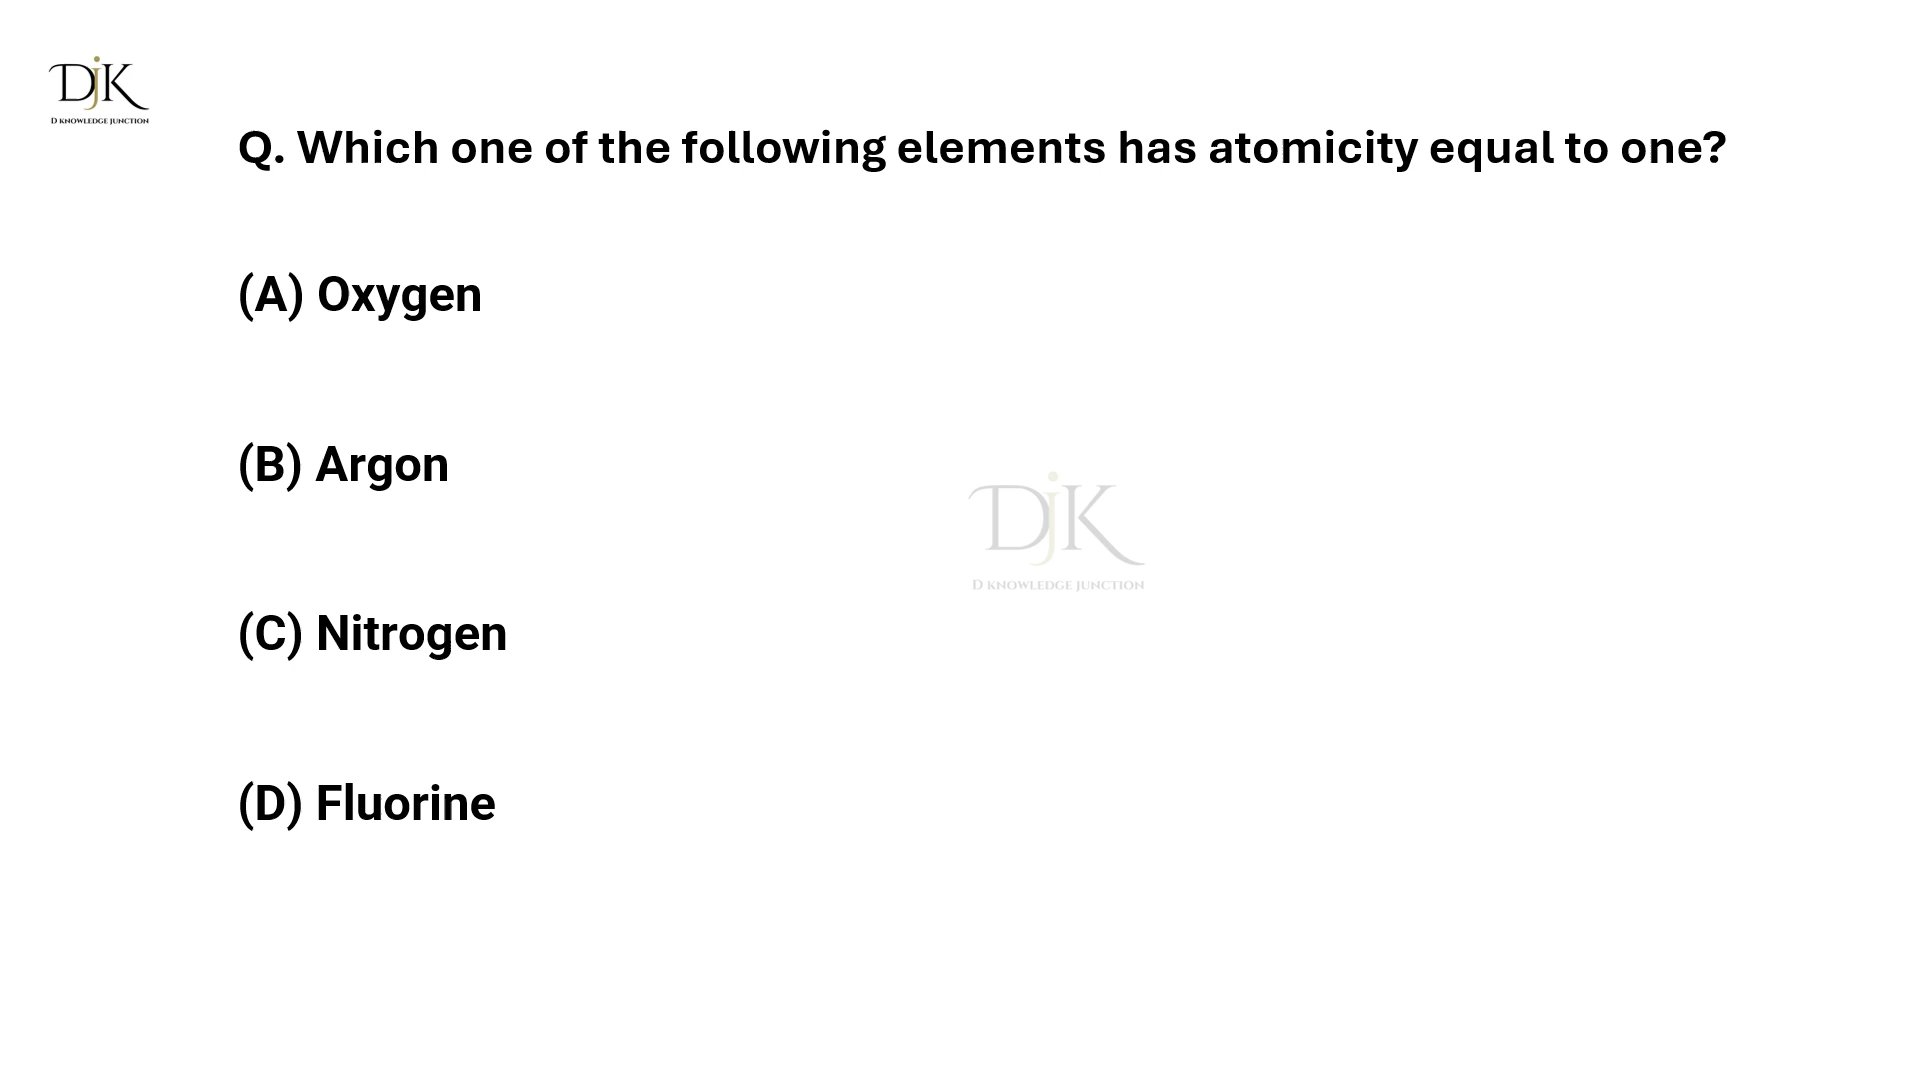 DjK
D KNOWLEDGE JUNCTION
Q. Which one of the following elements has atomicity equal to one?
(A) Oxygen
(B) Argon
DjK
D KNOWLEDGE JUNCTION
(C) Nitrogen
(D) Fluorine